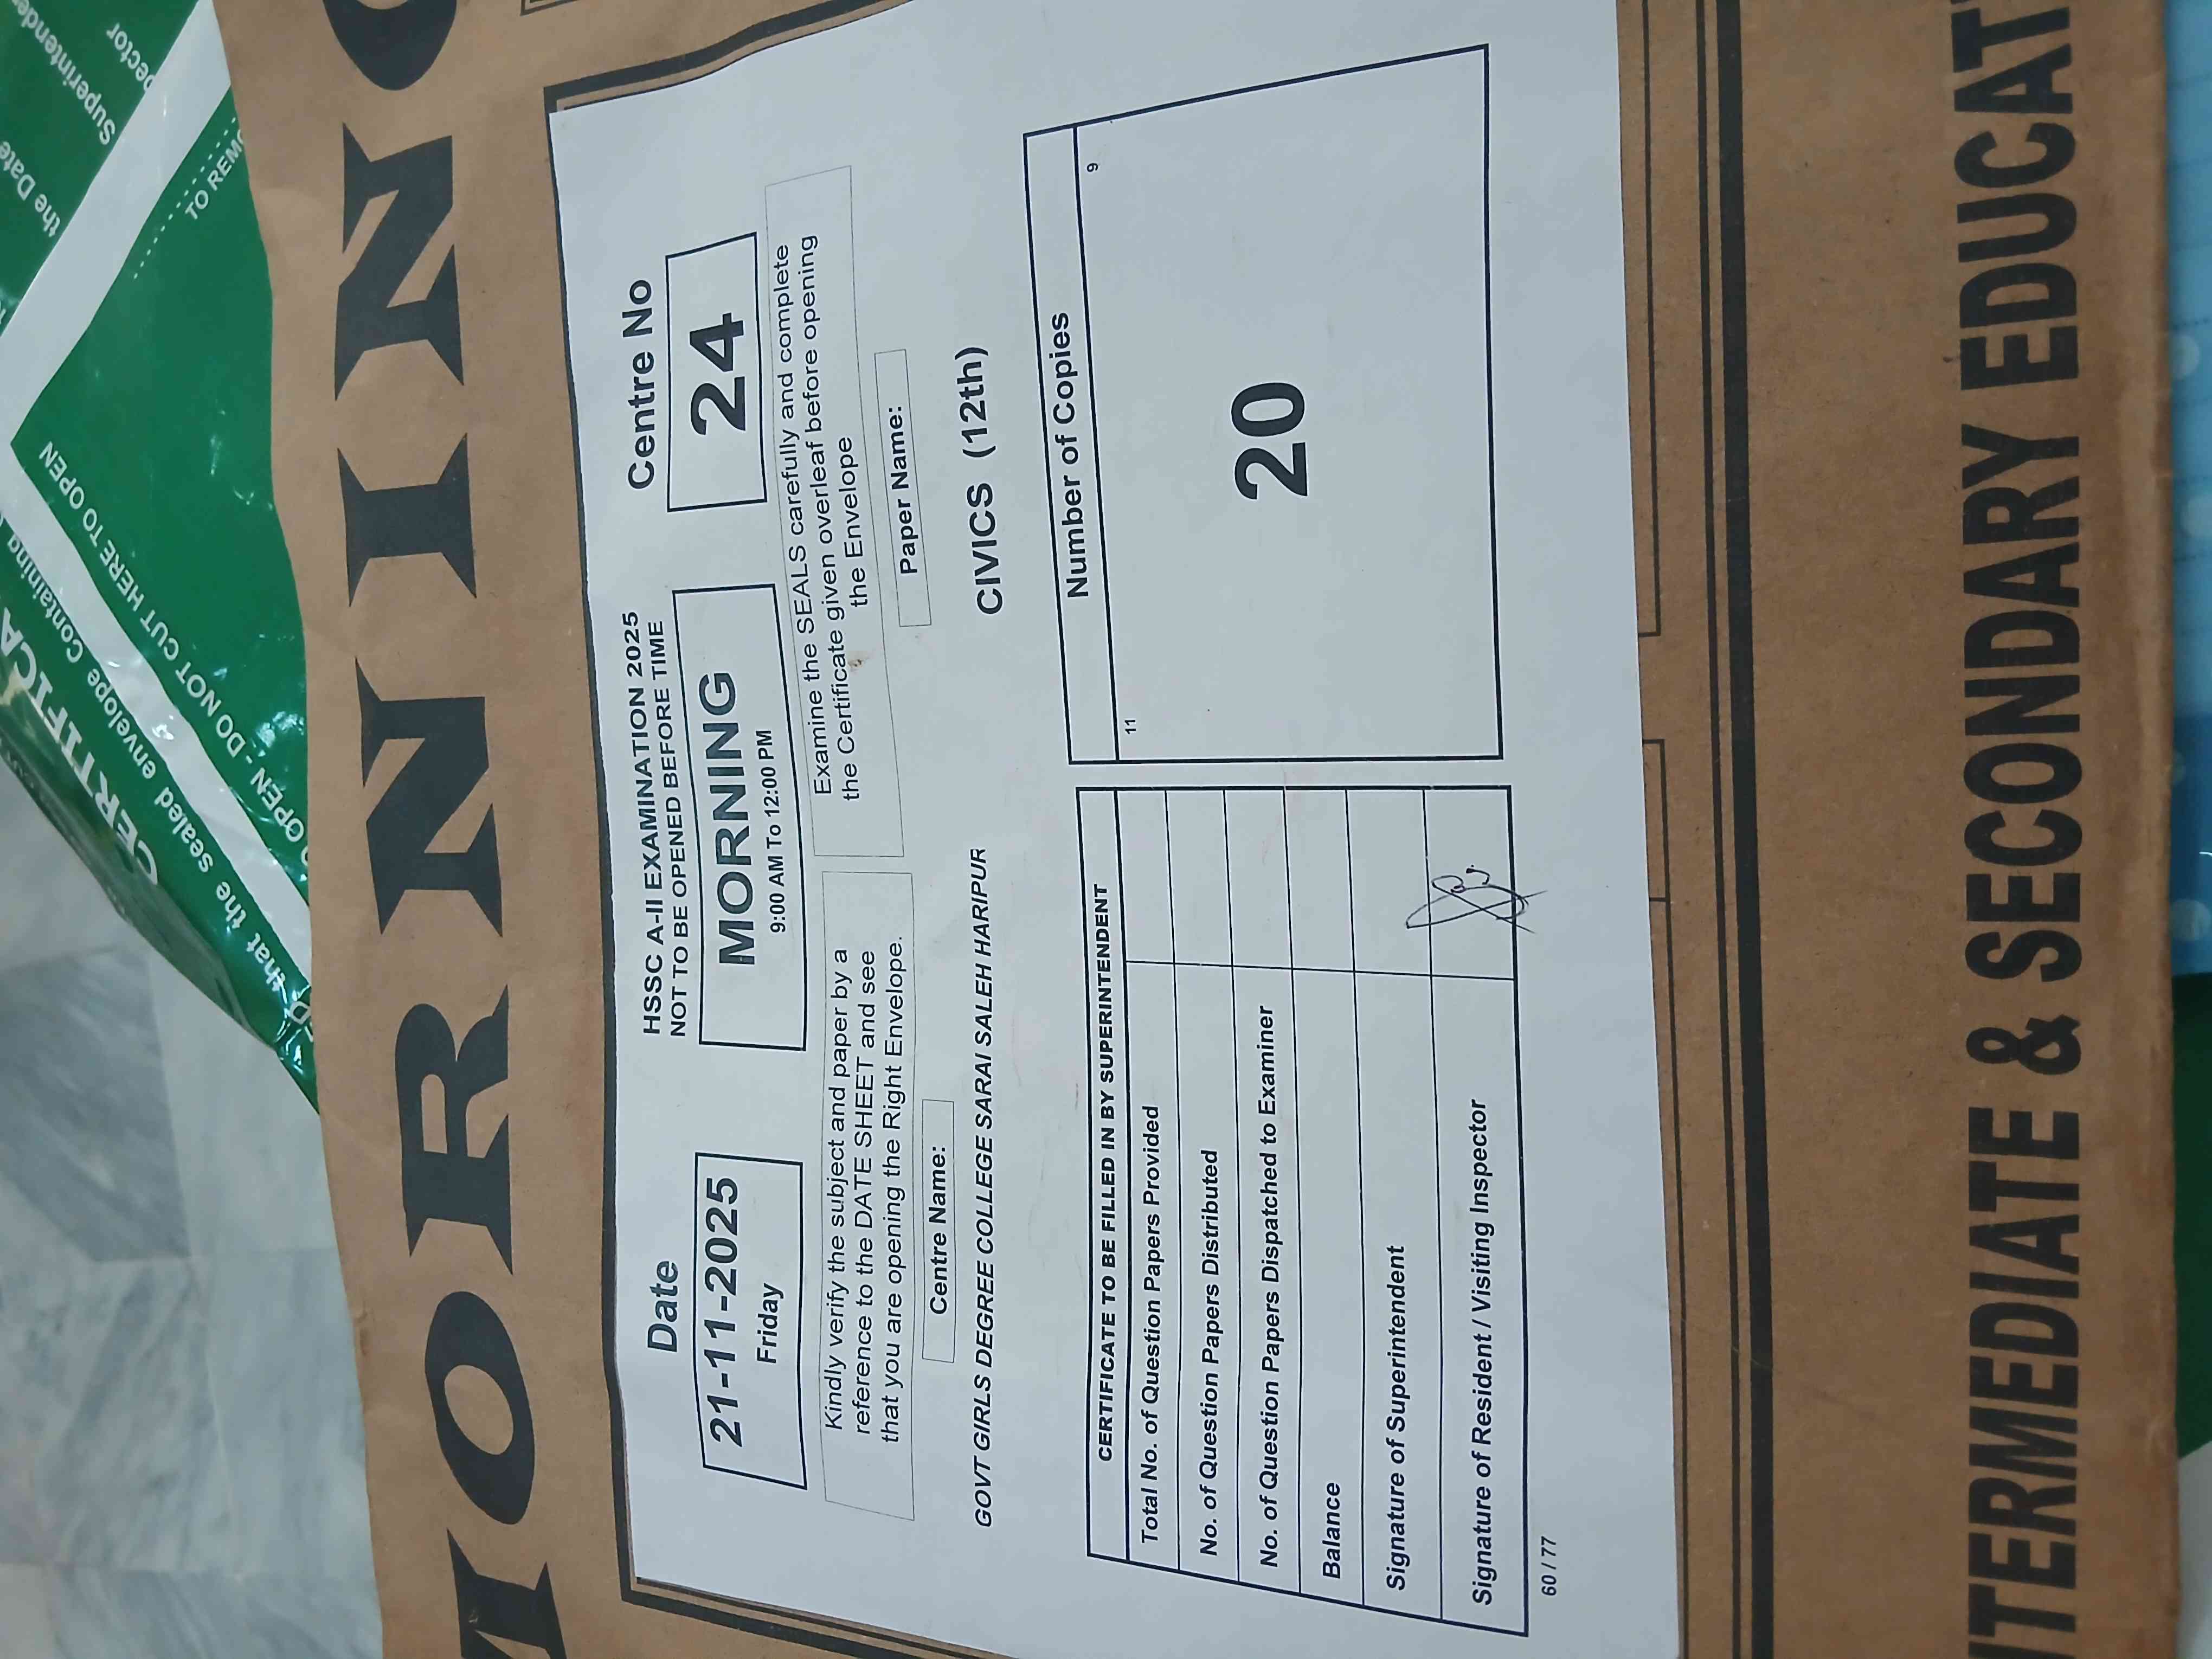 MORNING
HSSC A-II EXAMINATION 2025
NOT TO BE OPENED BEFORE TIME
Date
21-11-2025
Friday
MORNING
9:00 AM To 12:00 PM
Centre No
24
Kindly verify the subject and paper by a
reference to the DATE SHEET and see
that you are opening the Right Envelope.
Examine the SEALS carefully and complete
the Certificate given overleaf before opening
the Envelope
Centre Name:
GOVT GIRLS DEGREE COLLEGE SARAI SALEH HARIPUR
Paper Name:
CIVICS (12th)
CERTIFICATE TO BE FILLED IN BY SUPERINTENDENT
Total No. of Question Papers Provided
No. of Question Papers Distributed
No. of Question Papers Dispatched to Examiner
Balance
Signature of Superintendent
Signature of Resident / Visiting Inspector
Number of Copies
11 9
20
60 / 77
INTERMEDIATE & SECONDARY EDUCAT
CERTIFICA
that the sealed envelope Containing
the Date
Superintenden
pector
OPEN - DO NOT CUT HERE TO OPEN
TO REMO